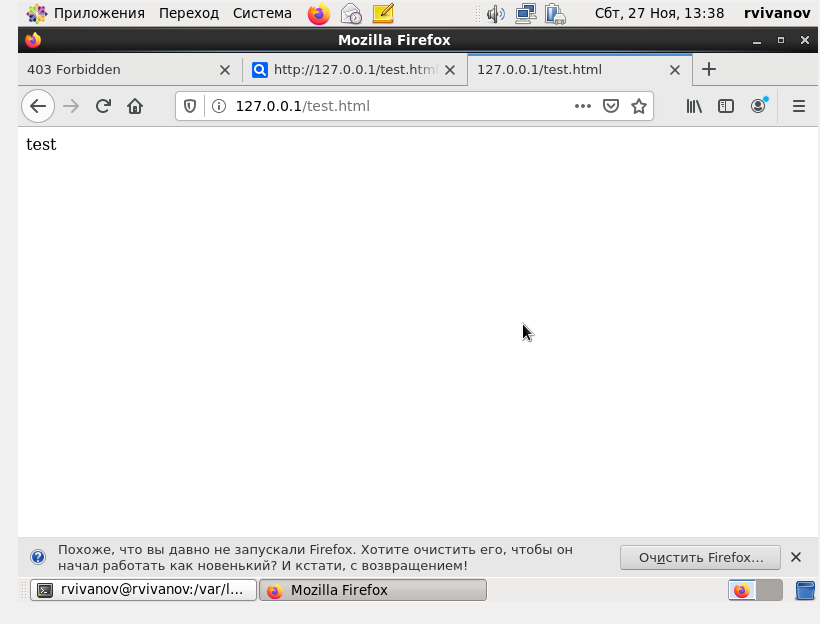 Приложения Переход Система Сбт, 27 Ноя, 13:38 rvivanov
Mozilla Firefox
403 Forbidden http://127.0.0.1/test.html 127.0.0.1/test.html
127.0.0.1/test.html
test
Похоже, что вы давно не запускали Firefox. Хотите очистить его, чтобы он
начал работать как новенький? И кстати, с возвращением!
Очистить Firefox...
rvivanov@rvivanov:/var/l... Mozilla Firefox